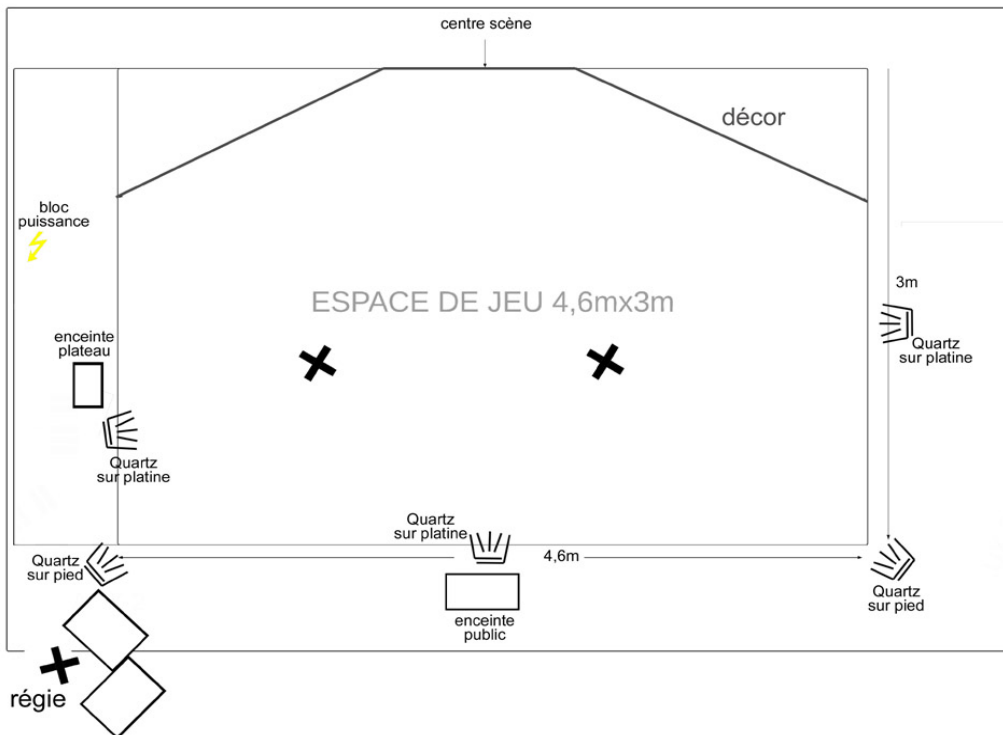 centre scène
décor
bloc
puissance
ESPACE DE JEU 4,6mx3m
3m
enceinte
plateau
Quartz
sur platine
Quartz
sur platine
Quartz
sur platine
4,6m
Quartz
sur pied
Quartz
sur pied
enceinte
public
régie